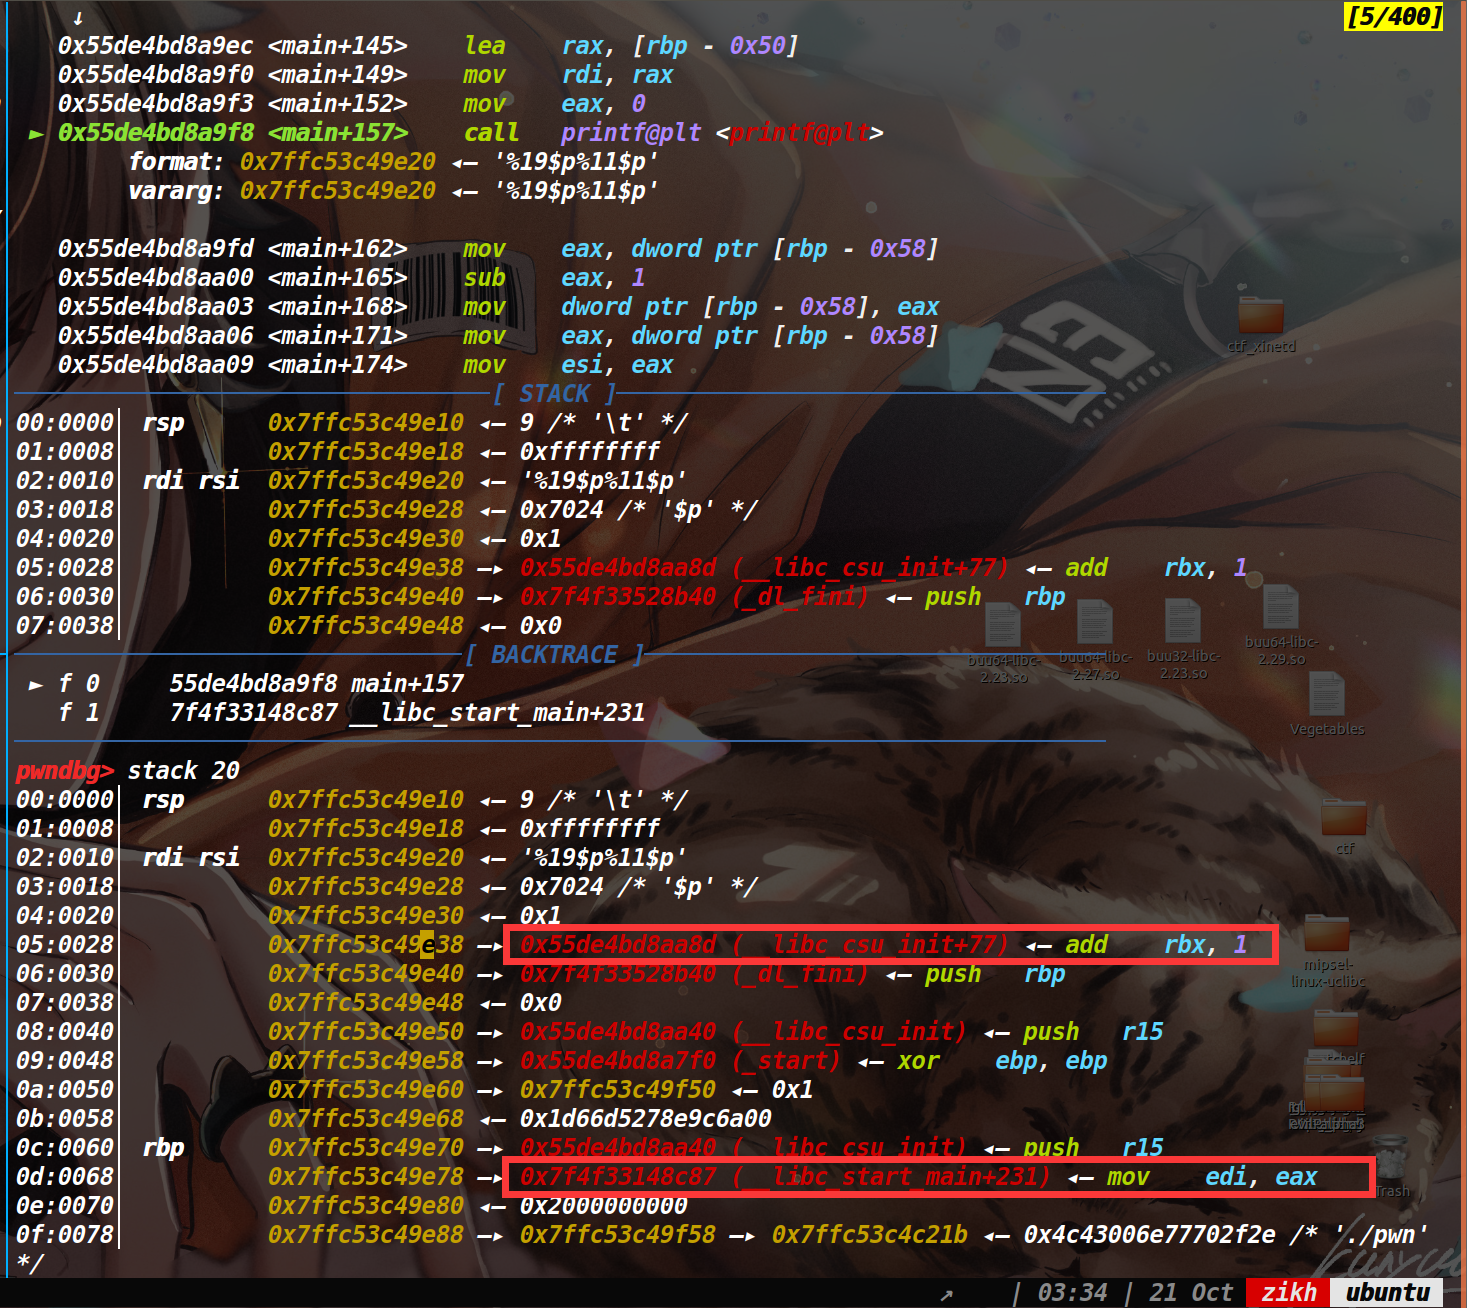 ↓
[5/400]
0x55de4bd8a9ec <main+145> lea rax, [rbp - 0x50]
0x55de4bd8a9f0 <main+149> mov rdi, rax
0x55de4bd8a9f3 <main+152> mov eax, 0
► 0x55de4bd8a9f8 <main+157> call printf@plt <printf@plt>
format: 0x7ffc53c49e20 ◂— '%19$p%11$p'
vararg: 0x7ffc53c49e20 ◂— '%19$p%11$p'
0x55de4bd8a9fd <main+162> mov eax, dword ptr [rbp - 0x58]
0x55de4bd8aa00 <main+165> sub eax, 1
0x55de4bd8aa03 <main+168> mov dword ptr [rbp - 0x58], eax
0x55de4bd8aa06 <main+171> mov eax, dword ptr [rbp - 0x58]
0x55de4bd8aa09 <main+174> mov esi, eax
ctf_xinetd
[ STACK ]
00:0000│ rsp 0x7ffc53c49e10 ◂— 9 /* '\t' */
01:0008│ 0x7ffc53c49e18 ◂— 0xffffffff
02:0010│ rdi rsi 0x7ffc53c49e20 ◂— '%19$p%11$p'
03:0018│ 0x7ffc53c49e28 ◂— 0x7024 /* '$p' */
04:0020│ 0x7ffc53c49e30 ◂— 0x1
05:0028│ 0x7ffc53c49e38 —▸ 0x55de4bd8aa8d (__libc_csu_init+77) ◂— add rbx, 1
06:0030│ 0x7ffc53c49e40 —▸ 0x7f4f33528b40 (_dl_fini) ◂— push rbp
07:0038│ 0x7ffc53c49e48 ◂— 0x0
buu64-libc-2.23.so
buu64-libc-2.27.so
buu32-libc-2.23.so
buu64-libc-2.29.so
Vegetables
[ BACKTRACE ]
► f 0 55de4bd8a9f8 main+157
f 1 7f4f33148c87 __libc_start_main+231
pwndbg> stack 20
00:0000│ rsp 0x7ffc53c49e10 ◂— 9 /* '\t' */
01:0008│ 0x7ffc53c49e18 ◂— 0xffffffff
02:0010│ rdi rsi 0x7ffc53c49e20 ◂— '%19$p%11$p'
03:0018│ 0x7ffc53c49e28 ◂— 0x7024 /* '$p' */
04:0020│ 0x7ffc53c49e30 ◂— 0x1
05:0028│ 0x7ffc53c49e38 —▸ 0x55de4bd8aa8d (__libc_csu_init+77) ◂— add rbx, 1
06:0030│ 0x7ffc53c49e40 —▸ 0x7f4f33528b40 (_dl_fini) ◂— push rbp
07:0038│ 0x7ffc53c49e48 ◂— 0x0
08:0040│ 0x7ffc53c49e50 —▸ 0x55de4bd8aa40 (__libc_csu_init) ◂— push r15
09:0048│ 0x7ffc53c49e58 —▸ 0x55de4bd8a7f0 (_start) ◂— xor ebp, ebp
0a:0050│ 0x7ffc53c49e60 —▸ 0x7ffc53c49f50 ◂— 0x1
0b:0058│ 0x7ffc53c49e68 ◂— 0x1d66d5278e9c6a00
0c:0060│ rbp 0x7ffc53c49e70 —▸ 0x55de4bd8aa40 (__libc_csu_init) ◂— push r15
0d:0068│ 0x7ffc53c49e78 —▸ 0x7f4f33148c87 (__libc_start_main+231) ◂— mov edi, eax
0e:0070│ 0x7ffc53c49e80 ◂— 0x2000000000
0f:0078│ 0x7ffc53c49e88 —▸ 0x7ffc53c49f58 —▸ 0x7ffc53c4c21b ◂— 0x4c43006e77702f2e /* './pwn'
*/
ctf
mipsel-linux-uclibc
Trash
↗ | 03:34 | 21 Oct zikh ubuntu